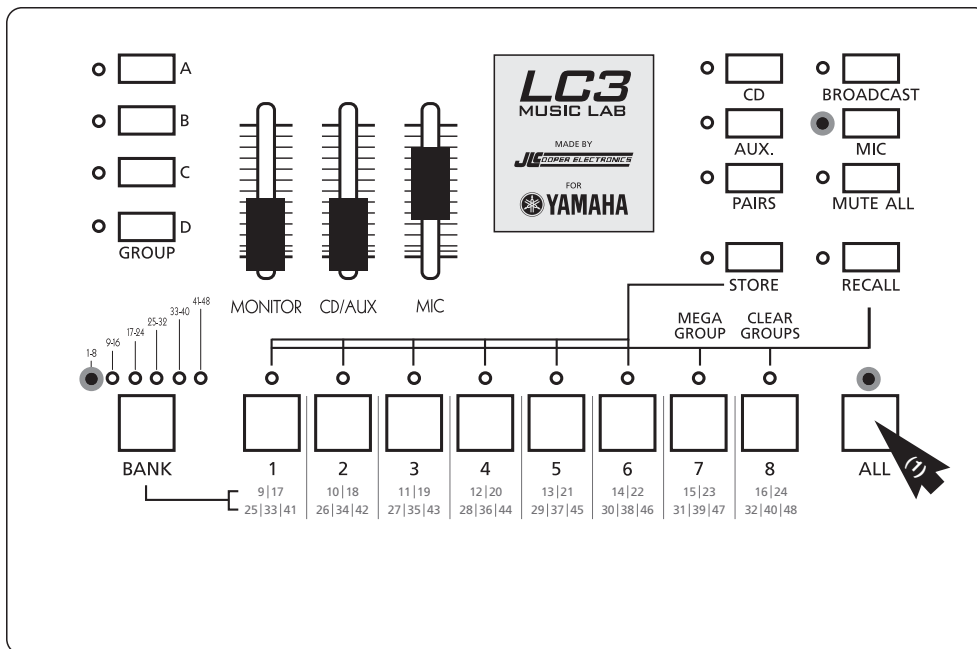 A
B
C
D
GROUP
MONITOR
CD/AUX
MIC
LC3
MUSIC LAB
MADE BY
JLCOOPER ELECTRONICS
FOR
YAMAHA
CD
BROADCAST
AUX.
MIC
PAIRS
MUTE ALL
STORE
RECALL
MEGA
GROUP
CLEAR
GROUPS
1-8
9-16
17-24
25-32
33-40
41-48
BANK
1
2
3
4
5
6
7
8
ALL
(1)
9|17
10|18
11|19
12|20
13|21
14|22
15|23
16|24
25|33|41
26|34|42
27|35|43
28|36|44
29|37|45
30|38|46
31|39|47
32|40|48